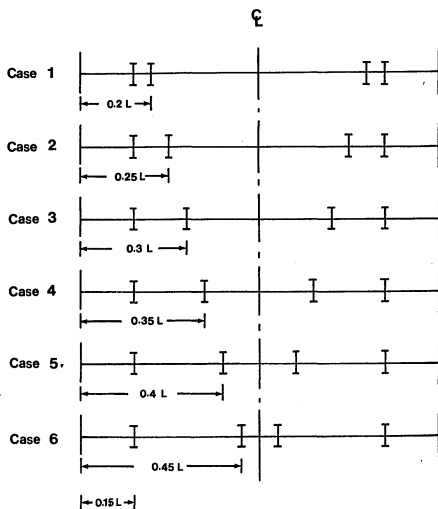 ℄
Case 1
0.2 L
Case 2
0.25 L
Case 3
0.3 L
Case 4
0.35 L
Case 5.
0.4 L
Case 6
0.45 L
0.15 L